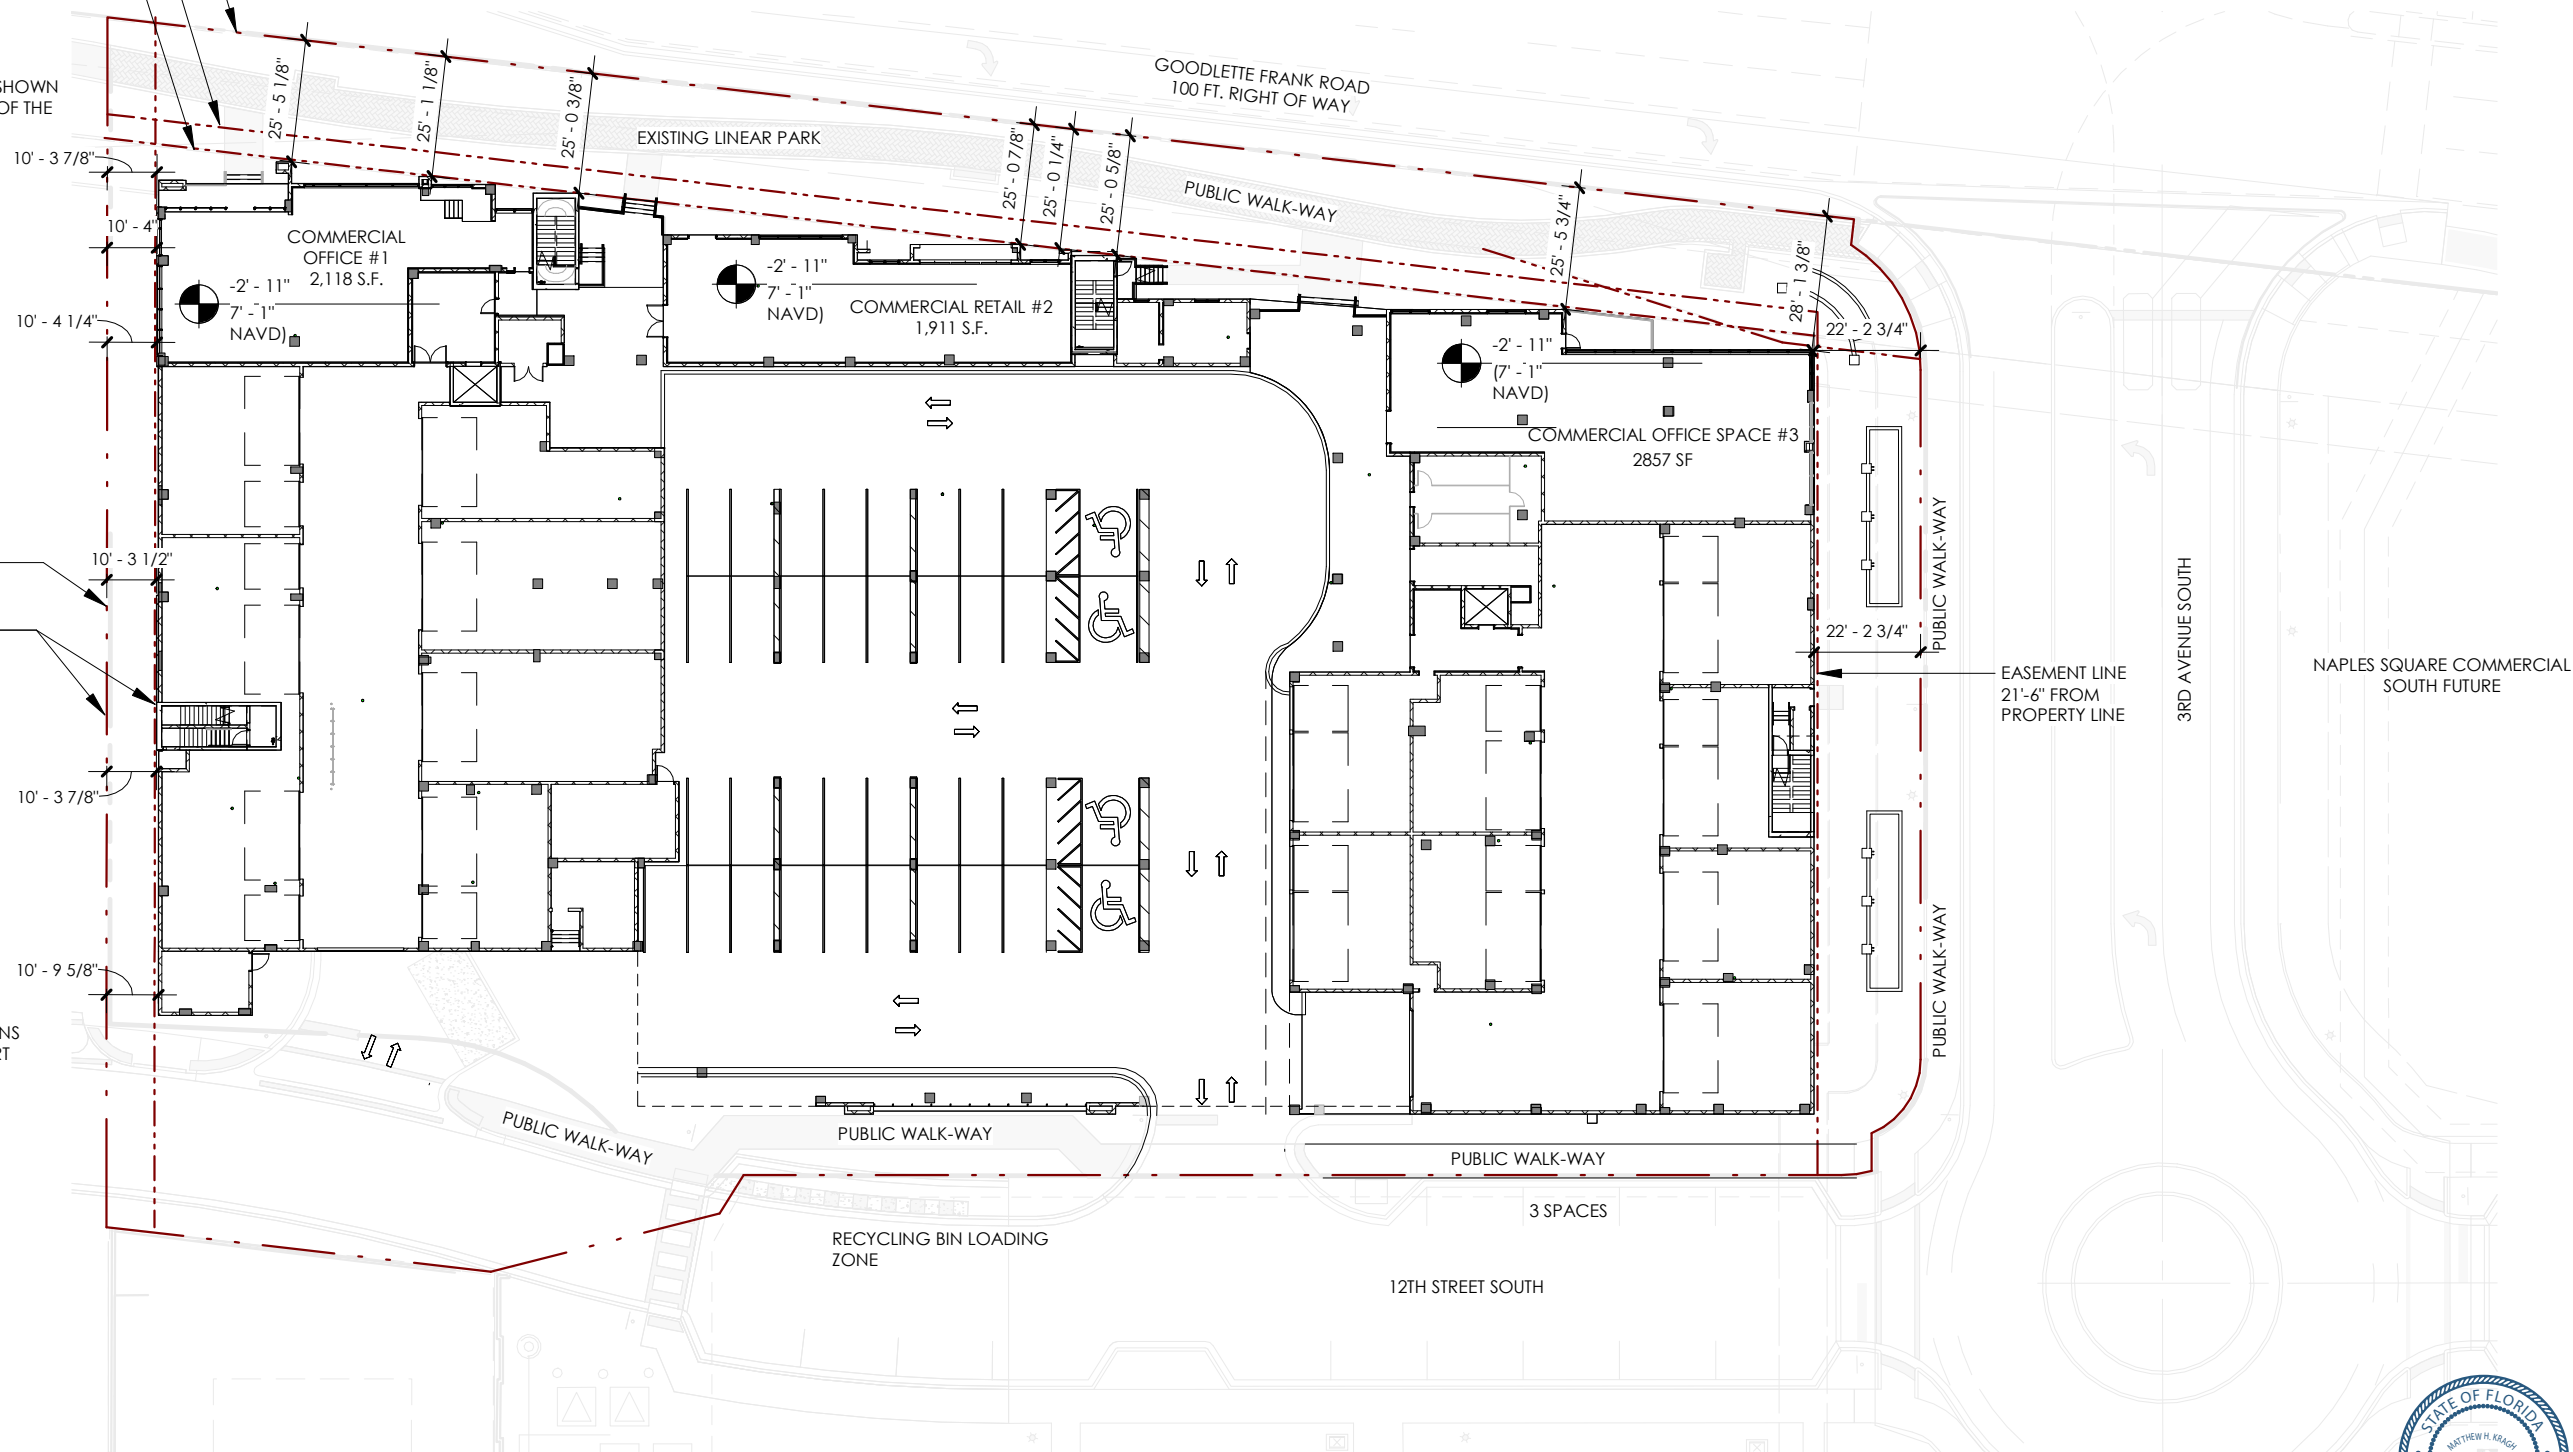 SHOWN
OF THE
25' - 5 1/8"
25' - 1 1/8"
25' - 0 3/8"
EXISTING LINEAR PARK
GOODLETTE FRANK ROAD
100 FT. RIGHT OF WAY
25' - 0 7/8"
25' - 0 1/4"
25' - 0 5/8"
PUBLIC WALK-WAY
25' - 5 3/4"
28' - 1 3/8"
22' - 2 3/4"
10' - 3 7/8"
10' - 4"
10' - 4 1/4"
COMMERCIAL
OFFICE #1
2,118 S.F.
-2' - 11"
7' - 1"
NAVD)
-2' - 11"
7' - 1"
NAVD)
COMMERCIAL RETAIL #2
1,911 S.F.
-2' - 11"
(7' - 1"
NAVD)
COMMERCIAL OFFICE SPACE #3
2857 SF
10' - 3 1/2"
PUBLIC WALK-WAY
22' - 2 3/4"
EASEMENT LINE
21'-6" FROM
PROPERTY LINE
3RD AVENUE SOUTH
NAPLES SQUARE COMMERCIAL
SOUTH FUTURE
10' - 3 7/8"
10' - 9 5/8"
NS
RT
PUBLIC WALK-WAY
PUBLIC WALK-WAY
PUBLIC WALK-WAY
PUBLIC WALK-WAY
3 SPACES
RECYCLING BIN LOADING
ZONE
12TH STREET SOUTH
STATE OF FLORIDA
MATTHEW H. KRAGH